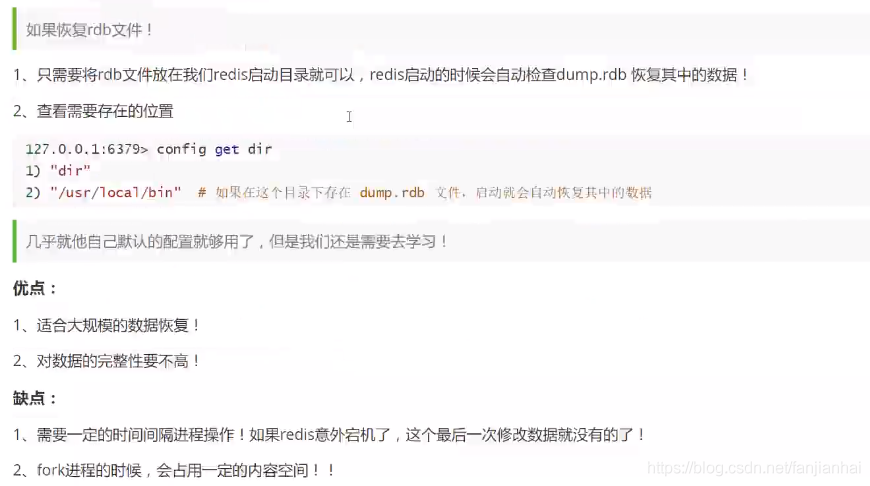 如果恢复rdb文件！
1、只需要将rdb文件放在我们redis启动目录就可以，redis启动的时候会自动检查dump.rdb 恢复其中的数据！
2、查看需要存在的位置
127.0.0.1:6379> config get dir
1) "dir"
2) "/usr/local/bin"  # 如果在这个目录下存在 dump.rdb 文件，启动就会自动恢复其中的数据
几乎就他自己默认的配置就够用了，但是我们还是需要去学习！
优点：
1、适合大规模的数据恢复！
2、对数据的完整性要不高！
缺点：
1、需要一定的时间间隔进程操作！如果redis意外宕机了，这个最后一次修改数据就没有的了！
2、fork进程的时候，会占用一定的内容空间！！
https://blog.csdn.net/fanjianhai